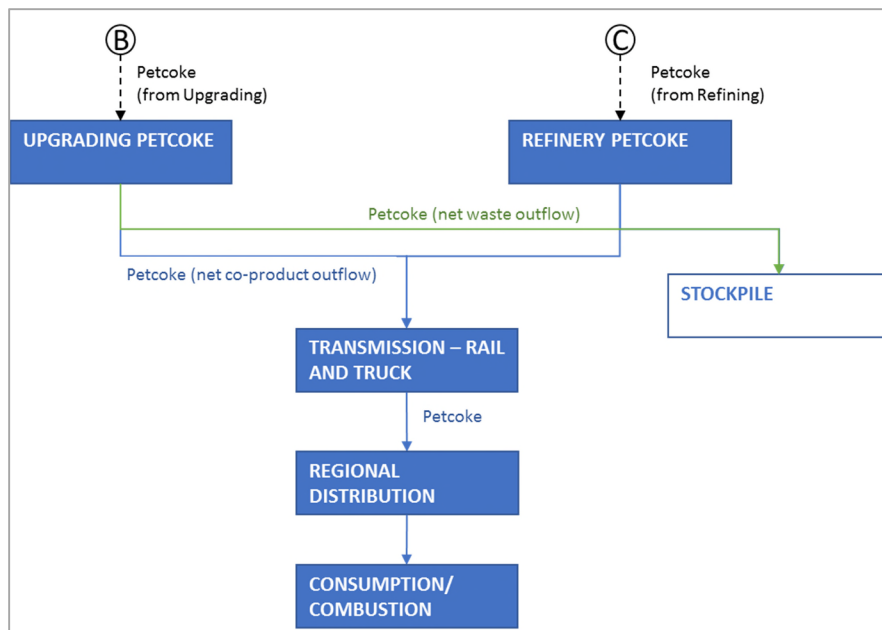 B
C
Petcoke
(from Upgrading)
Petcoke
(from Refining)
UPGRADING PETCOKE
REFINERY PETCOKE
Petcoke (net waste outflow)
Petcoke (net co-product outflow)
STOCKPILE
TRANSMISSION – RAIL
AND TRUCK
Petcoke
REGIONAL
DISTRIBUTION
CONSUMPTION/
COMBUSTION